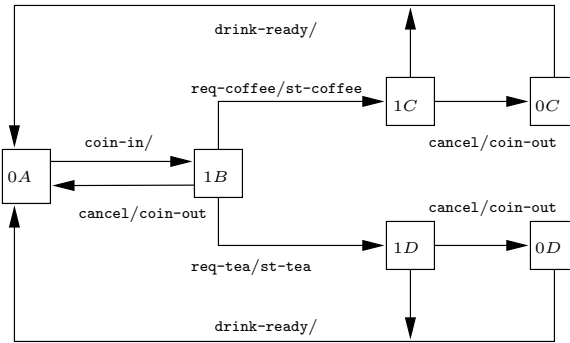 drink-ready/
req-coffee/st-coffee
1C
0C
coin-in/
cancel/coin-out
0A
1B
cancel/coin-out
cancel/coin-out
1D
0D
req-tea/st-tea
drink-ready/